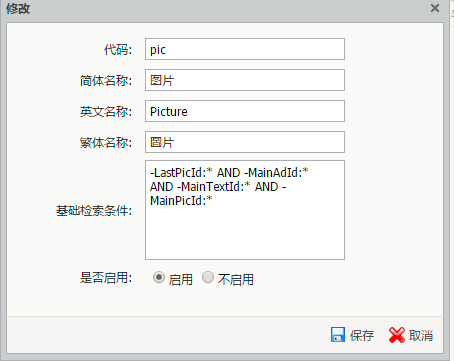 修改
代码: pic
简体名称: 图片
英文名称: Picture
繁体名称: 圆片
基础检索条件:
-LastPicId:* AND -MainAdId:*
AND -MainTextId:* AND -
MainPicId:*
是否启用: 启用 不启用
保存 取消